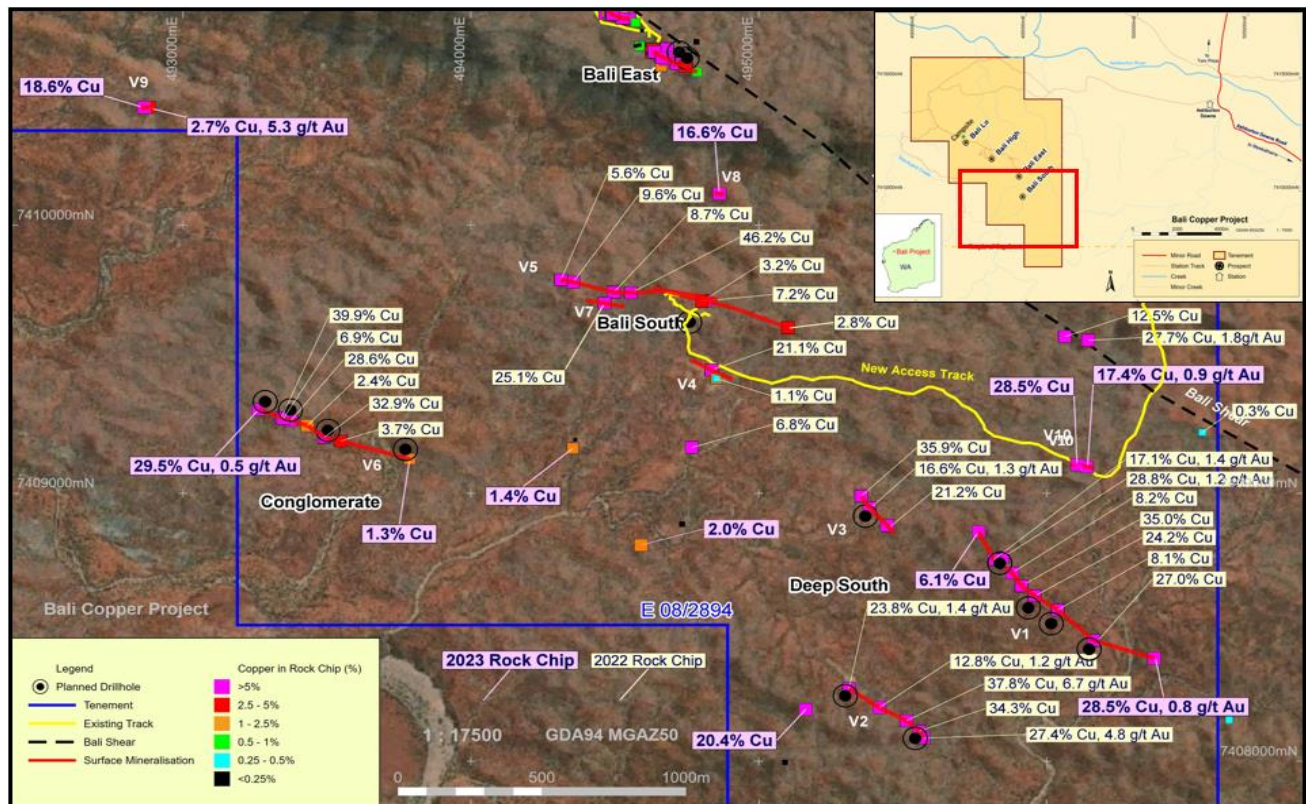 493000mE
494000mE
495000mE
V9
18.6% Cu
2.7% Cu, 5.3 g/t Au
Bali East
16.6% Cu
V8
7410000mN
5.6% Cu
9.6% Cu
8.7% Cu
46.2% Cu
3.2% Cu
7.2% Cu
2.8% Cu
V5
V7
Bali South
25.1% Cu
V4
21.1% Cu
1.1% Cu
6.8% Cu
New Access Track
12.5% Cu
27.7% Cu, 1.8g/t Au
17.4% Cu, 0.9 g/t Au
28.5% Cu
Bali Shear
0.3% Cu
V10
V10
39.9% Cu
6.9% Cu
28.6% Cu
2.4% Cu
32.9% Cu
3.7% Cu
V6
29.5% Cu, 0.5 g/t Au
Conglomerate
1.3% Cu
7409000mN
1.4% Cu
2.0% Cu
35.9% Cu
16.6% Cu, 1.3 g/t Au
21.2% Cu
V3
17.1% Cu, 1.4 g/t Au
28.8% Cu, 1.2 g/t Au
8.2% Cu
35.0% Cu
24.2% Cu
8.1% Cu
27.0% Cu
6.1% Cu
Deep South
V1
23.8% Cu, 1.4 g/t Au
12.8% Cu, 1.2 g/t Au
37.8% Cu, 6.7 g/t Au
34.3% Cu
27.4% Cu, 4.8 g/t Au
28.5% Cu, 0.8 g/t Au
V2
20.4% Cu
7408000mN
Bali Copper Project
E 08/2894
2023 Rock Chip
2022 Rock Chip
1 : 17500
GDA94 MGAZ50
0
500
1000m
Legend
Planned Drillhole
Tenement
Existing Track
Bali Shear
Surface Mineralisation
Copper in Rock Chip (%)
>5%
2.5 - 5%
1 - 2.5%
0.5 - 1%
0.25 - 0.5%
<0.25%
Ashburton River
To Tom Price
Ashburton Downs
Ashburton Downs Road
to Meekatharra
Campsite
Bali Lo
Bali High
Bali East
Bali South
Bali Project
WA
Bali Copper Project
Minor Road
Station Track
Creek
Minor Creek
Tenement
Prospect
Station
N